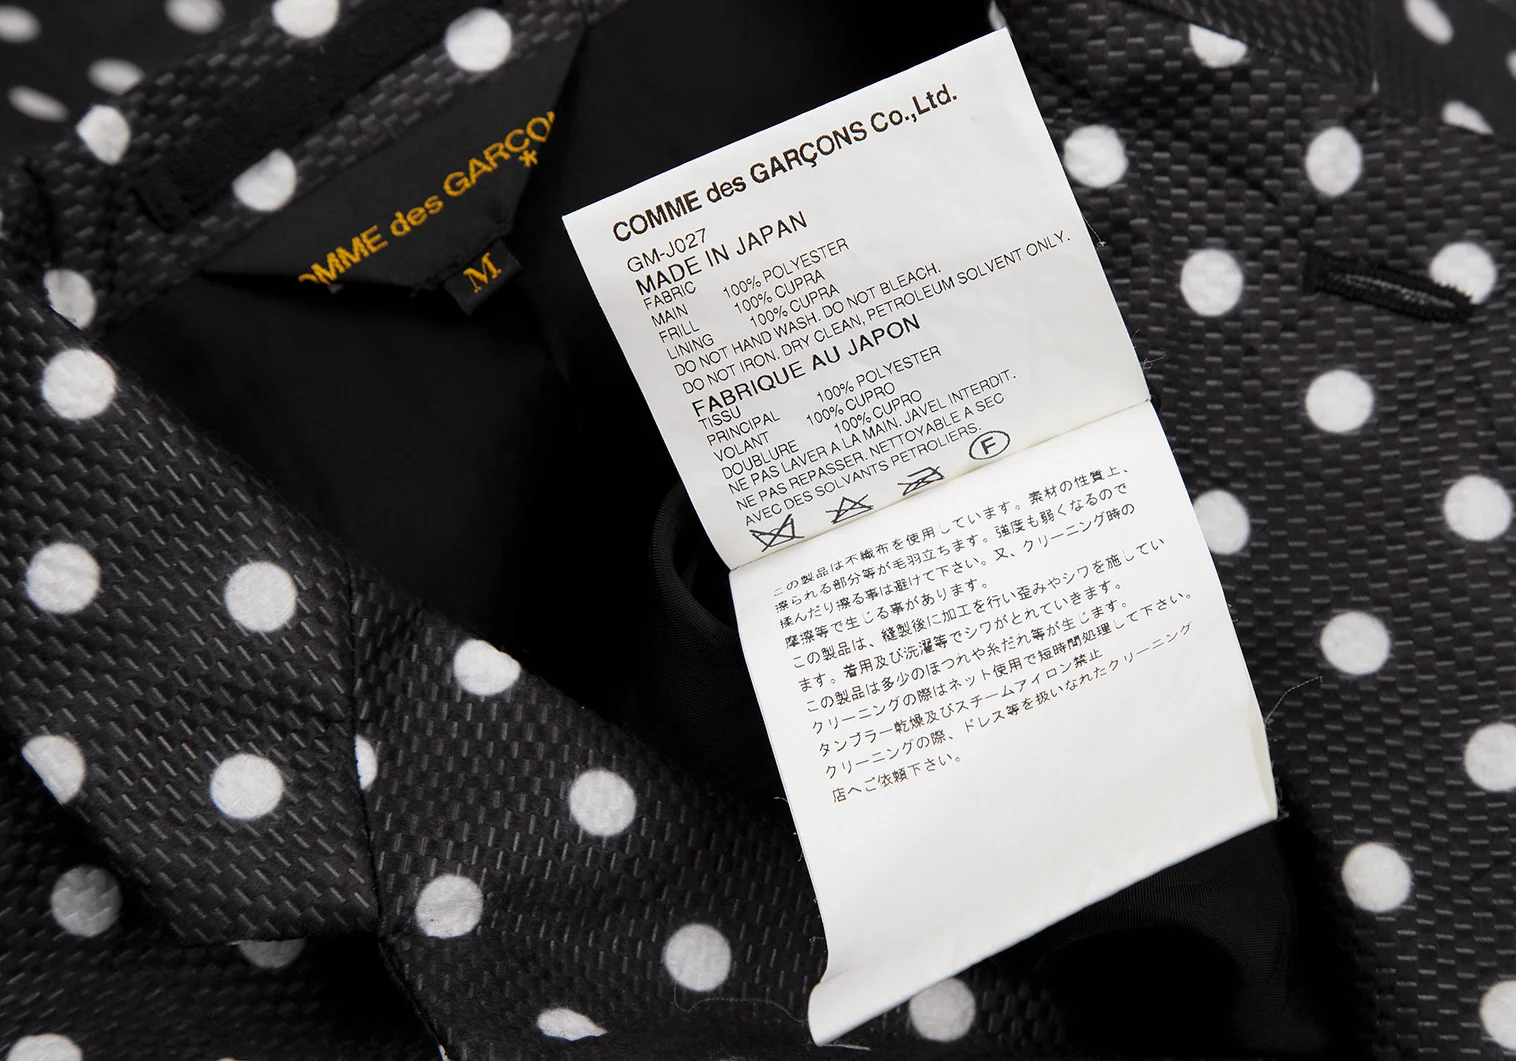 OMME des GARÇO
*
M
COMME des GARÇONS Co.,Ltd.
GM-J027
MADE IN JAPAN
FABRIC
MAIN 100% POLYESTER
FRILL 100% CUPRA
LINING 100% CUPRA
DO NOT HAND WASH. DO NOT BLEACH.
DO NOT IRON. DRY CLEAN, PETROLEUM SOLVENT ONLY.
FABRIQUE AU JAPON
TISSU
PRINCIPAL 100% POLYESTER
VOLANT 100% CUPRO
DOUBLURE 100% CUPRO
NE PAS LAVER A LA MAIN. JAVEL INTERDIT.
NE PAS REPASSER. NETTOYABLE A SEC
AVEC DES SOLVANTS PETROLIERS.
F
この製品は不織布を使用しています。素材の性質上、
擦られる部分等が毛羽立ちます。強度も弱くなるので
揉んだり擦る事は避けて下さい。又、クリーニング時の
摩擦等で生じる事があります。
この製品は、縫製後に加工を行い歪みやシワを施してい
ます。着用及び洗濯等でシワがとれていきます。
この製品は多少のほつれや糸だれ等が生じます。
クリーニングの際はネット使用で短時間処理して下さい。
タンブラー乾燥及びスチームアイロン禁止
クリーニングの際、ドレス等を扱いなれたクリーニング
店へご依頼下さい。